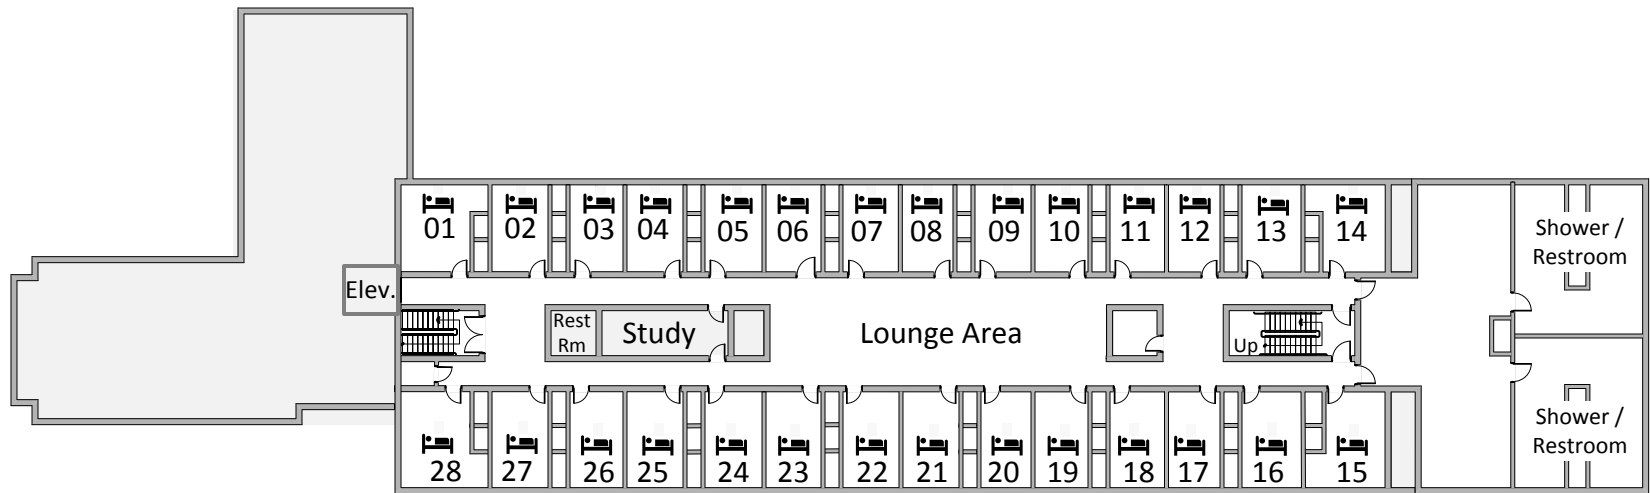 01 02 03 04 05 06 07 08 09 10 11 12 13 14
Shower /
Restroom
Elev.
Rest
Rm
Study
Lounge Area
Up
Shower /
Restroom
28 27 26 25 24 23 22 21 20 19 18 17 16 15